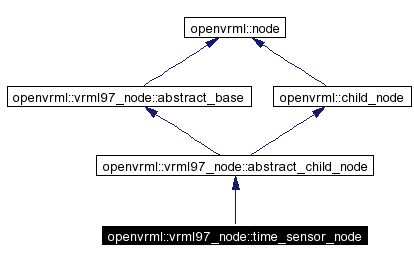 openvrml::node
openvrml::vrml97_node::abstract_base
openvrml::child_node
openvrml::vrml97_node::abstract_child_node
openvrml::vrml97_node::time_sensor_node